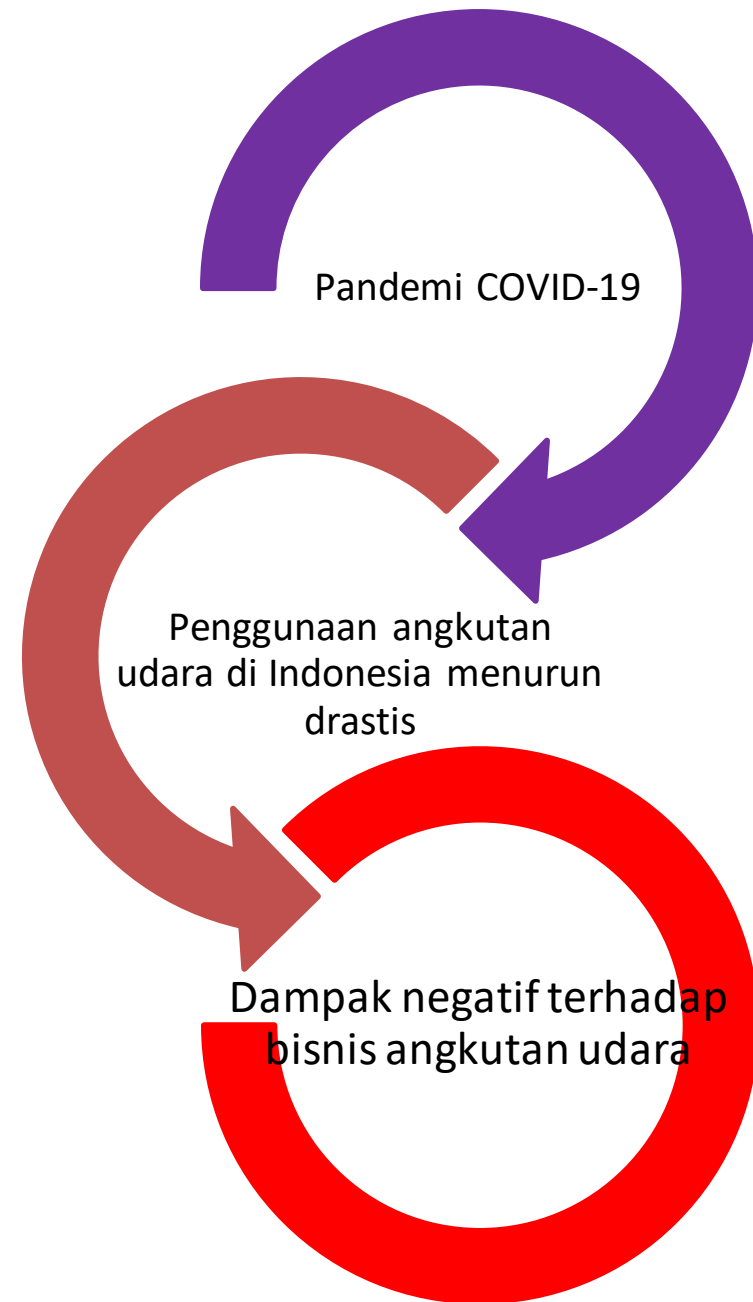 Pandemi COVID-19
Penggunaan angkutan
udara di Indonesia menurun
drastis
Dampak negatif terhadap
bisnis angkutan udara